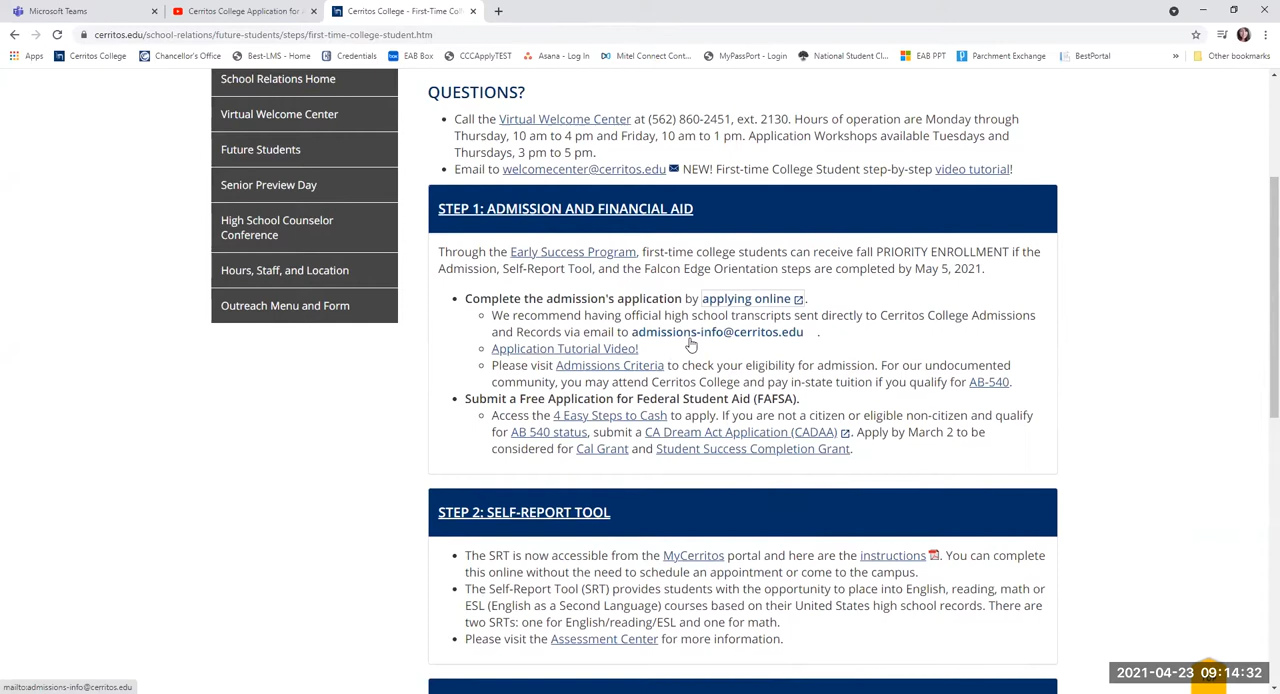 Microsoft Teams
Cerritos College Application for A
Cerritos College - First-Time Col
cerritos.edu/school-relations/future-students/steps/first-time-college-student.htm
Apps
Cerritos College
Chancellor's Office
Best-LMS - Home
Credentials
EAB Box
CCCApplyTEST
Asana - Log In
Mitel Connect Cont...
MyPassPort - Login
National Student Cl...
EAB PPT
Parchment Exchange
BestPortal
»
Other bookmarks
School Relations Home
Virtual Welcome Center
Future Students
Senior Preview Day
High School Counselor
Conference
Hours, Staff, and Location
Outreach Menu and Form
QUESTIONS?
• Call the Virtual Welcome Center at (562) 860-2451, ext. 2130. Hours of operation are Monday through
Thursday, 10 am to 4 pm and Friday, 10 am to 1 pm. Application Workshops available Tuesdays and
Thursdays, 3 pm to 5 pm.
• Email to welcomecenter@cerritos.edu NEW! First-time College Student step-by-step video tutorial!
STEP 1: ADMISSION AND FINANCIAL AID
Through the Early Success Program, first-time college students can receive fall PRIORITY ENROLLMENT if the
Admission, Self-Report Tool, and the Falcon Edge Orientation steps are completed by May 5, 2021.
• Complete the admission's application by applying online.
We recommend having official high school transcripts sent directly to Cerritos College Admissions
and Records via email to admissions-info@cerritos.edu .
Application Tutorial Video!
Please visit Admissions Criteria to check your eligibility for admission. For our undocumented
community, you may attend Cerritos College and pay in-state tuition if you qualify for AB-540.
• Submit a Free Application for Federal Student Aid (FAFSA).
Access the 4 Easy Steps to Cash to apply. If you are not a citizen or eligible non-citizen and qualify
for AB 540 status, submit a CA Dream Act Application (CADAA). Apply by March 2 to be
considered for Cal Grant and Student Success Completion Grant.
STEP 2: SELF-REPORT TOOL
• The SRT is now accessible from the MyCerritos portal and here are the instructions. You can complete
this online without the need to schedule an appointment or come to the campus.
• The Self-Report Tool (SRT) provides students with the opportunity to place into English, reading, math or
ESL (English as a Second Language) courses based on their United States high school records. There are
two SRTs: one for English/reading/ESL and one for math.
• Please visit the Assessment Center for more information.
mailto:admissions-info@cerritos.edu
2021-04-23 09:14:32